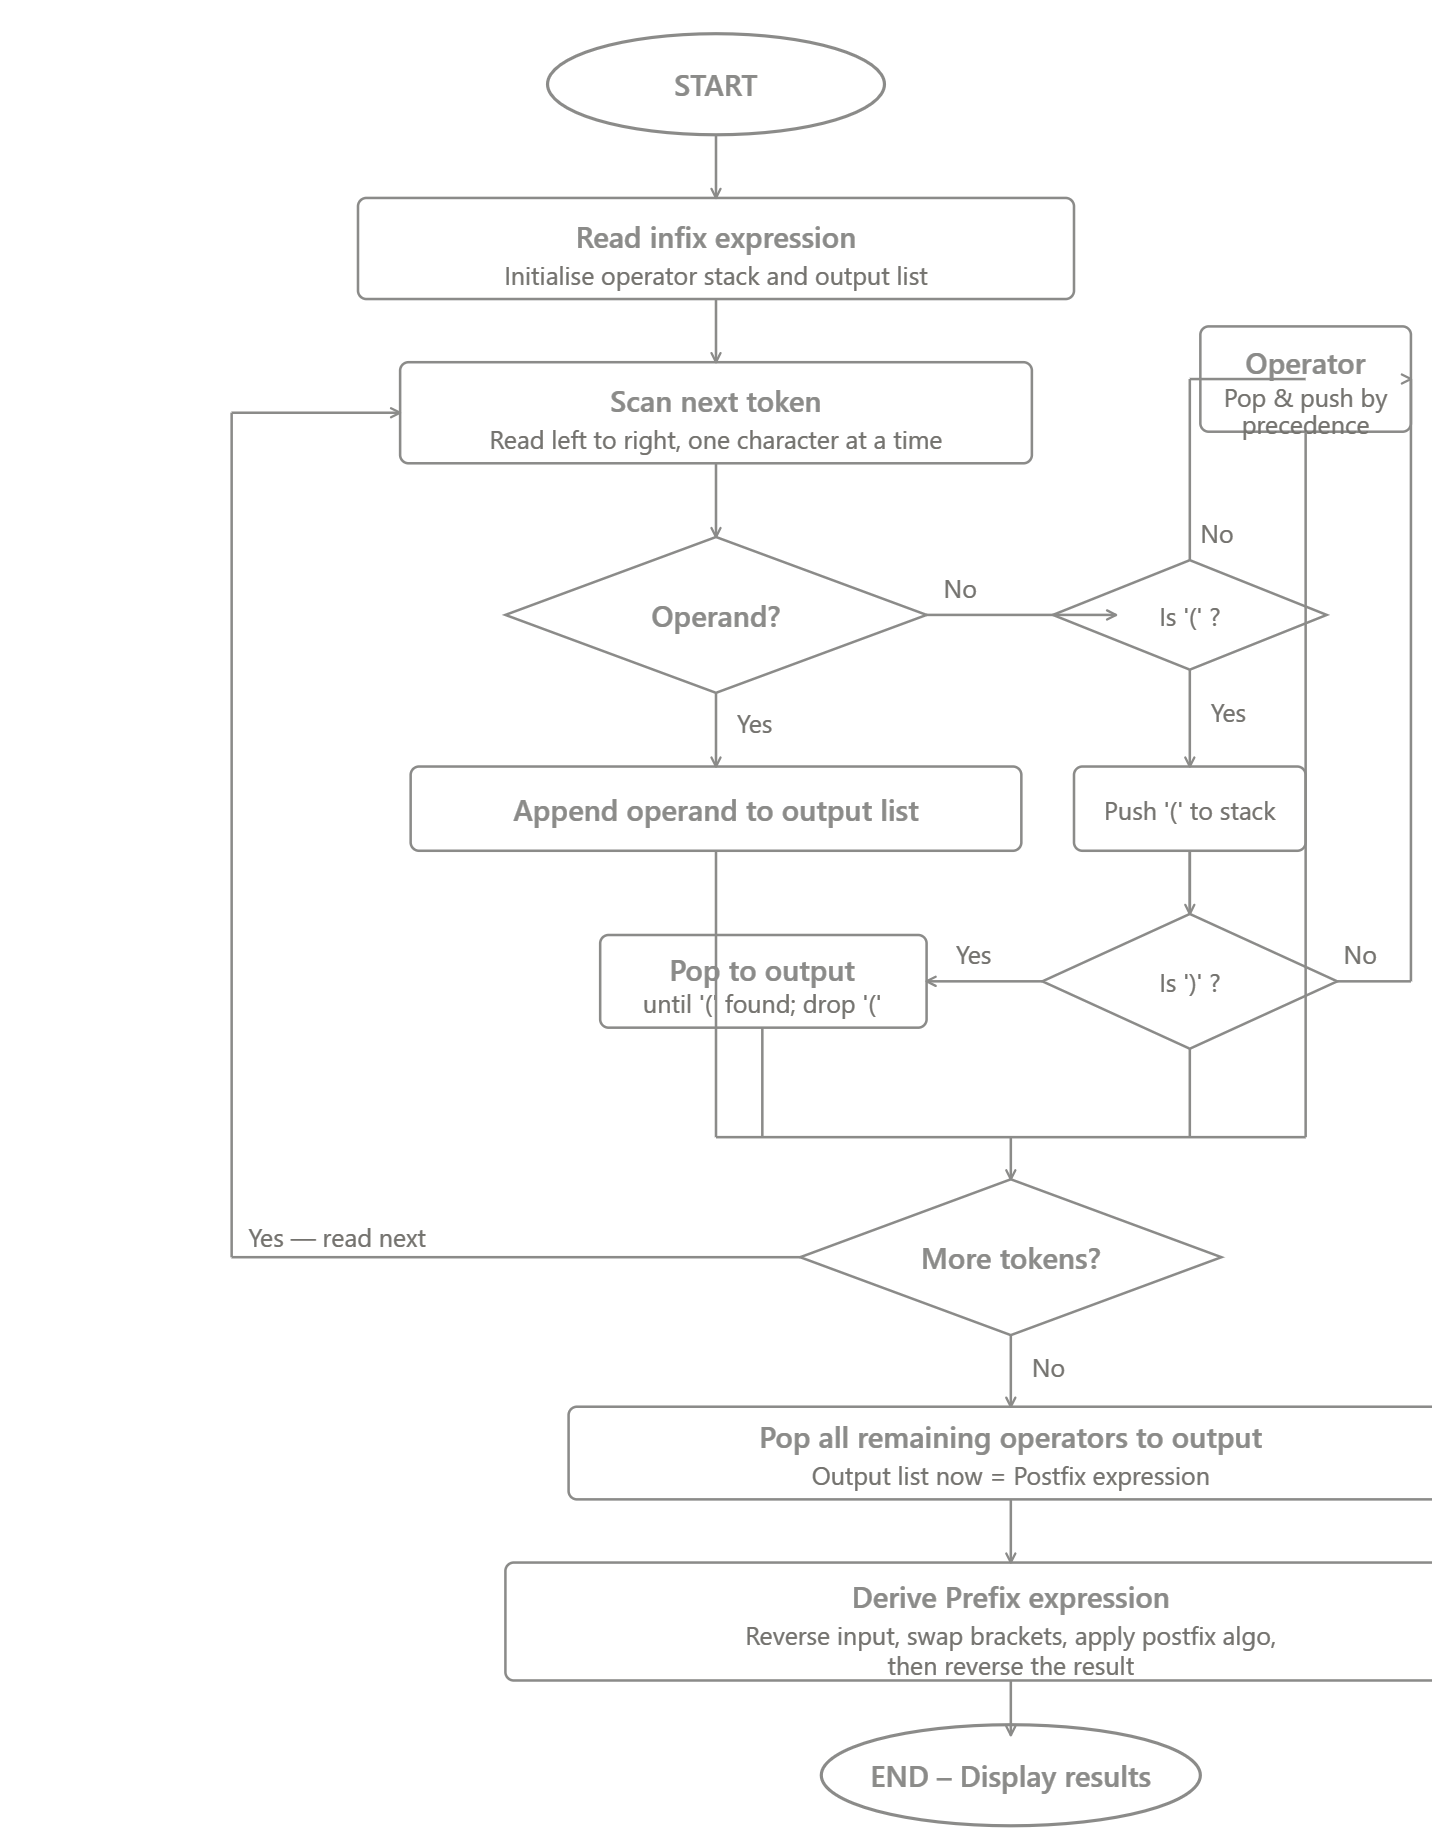 START
Read infix expression
Initialise operator stack and output list
Scan next token
Read left to right, one character at a time
Operator
Pop & push by
precedence
No
Operand?
No
Is '(' ?
Yes
Yes
Append operand to output list
Push '(' to stack
Pop to output
until '(' found; drop '('
Yes
Is ')' ?
No
Yes — read next
More tokens?
No
Pop all remaining operators to output
Output list now = Postfix expression
Derive Prefix expression
Reverse input, swap brackets, apply postfix algo,
then reverse the result
END – Display results